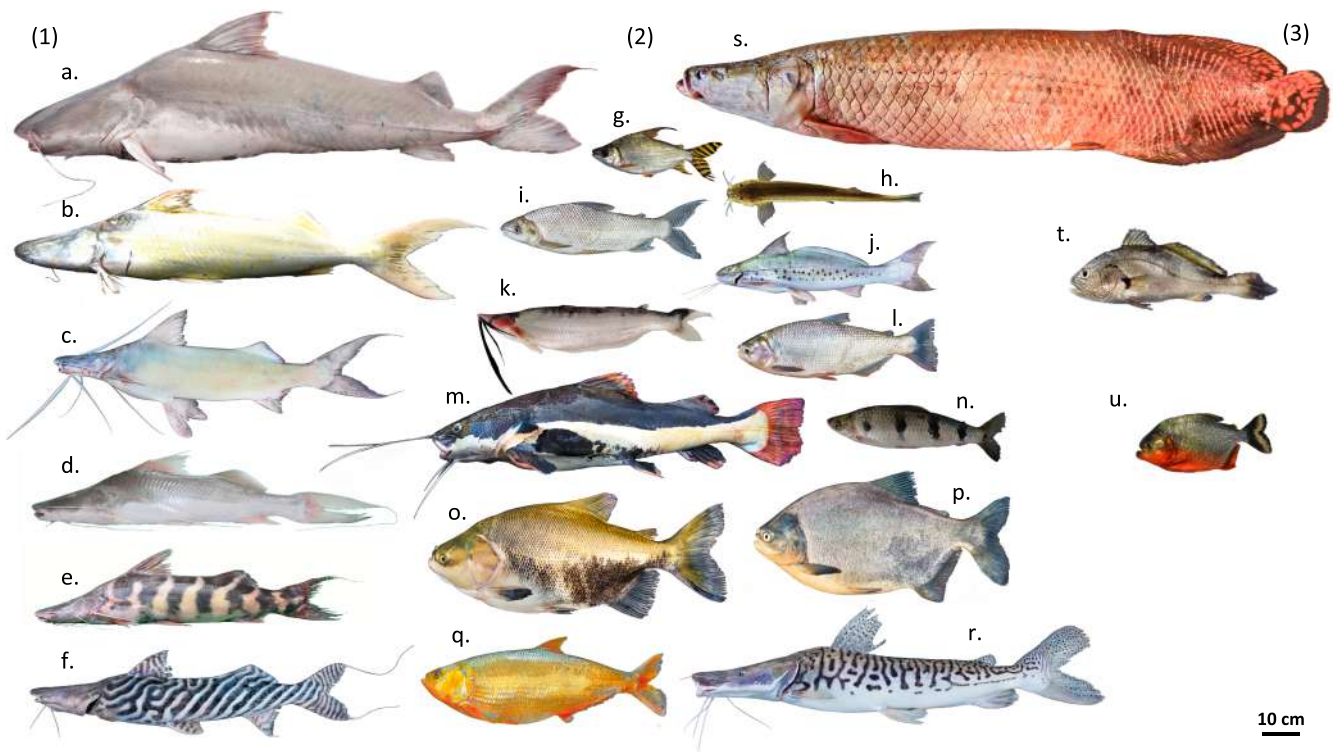 (1)
(2)
(3)
a.
s.
g.
b.
i.
h.
j.
t.
k.
c.
l.
m.
n.
u.
d.
o.
p.
e.
q.
r.
f.
10 cm